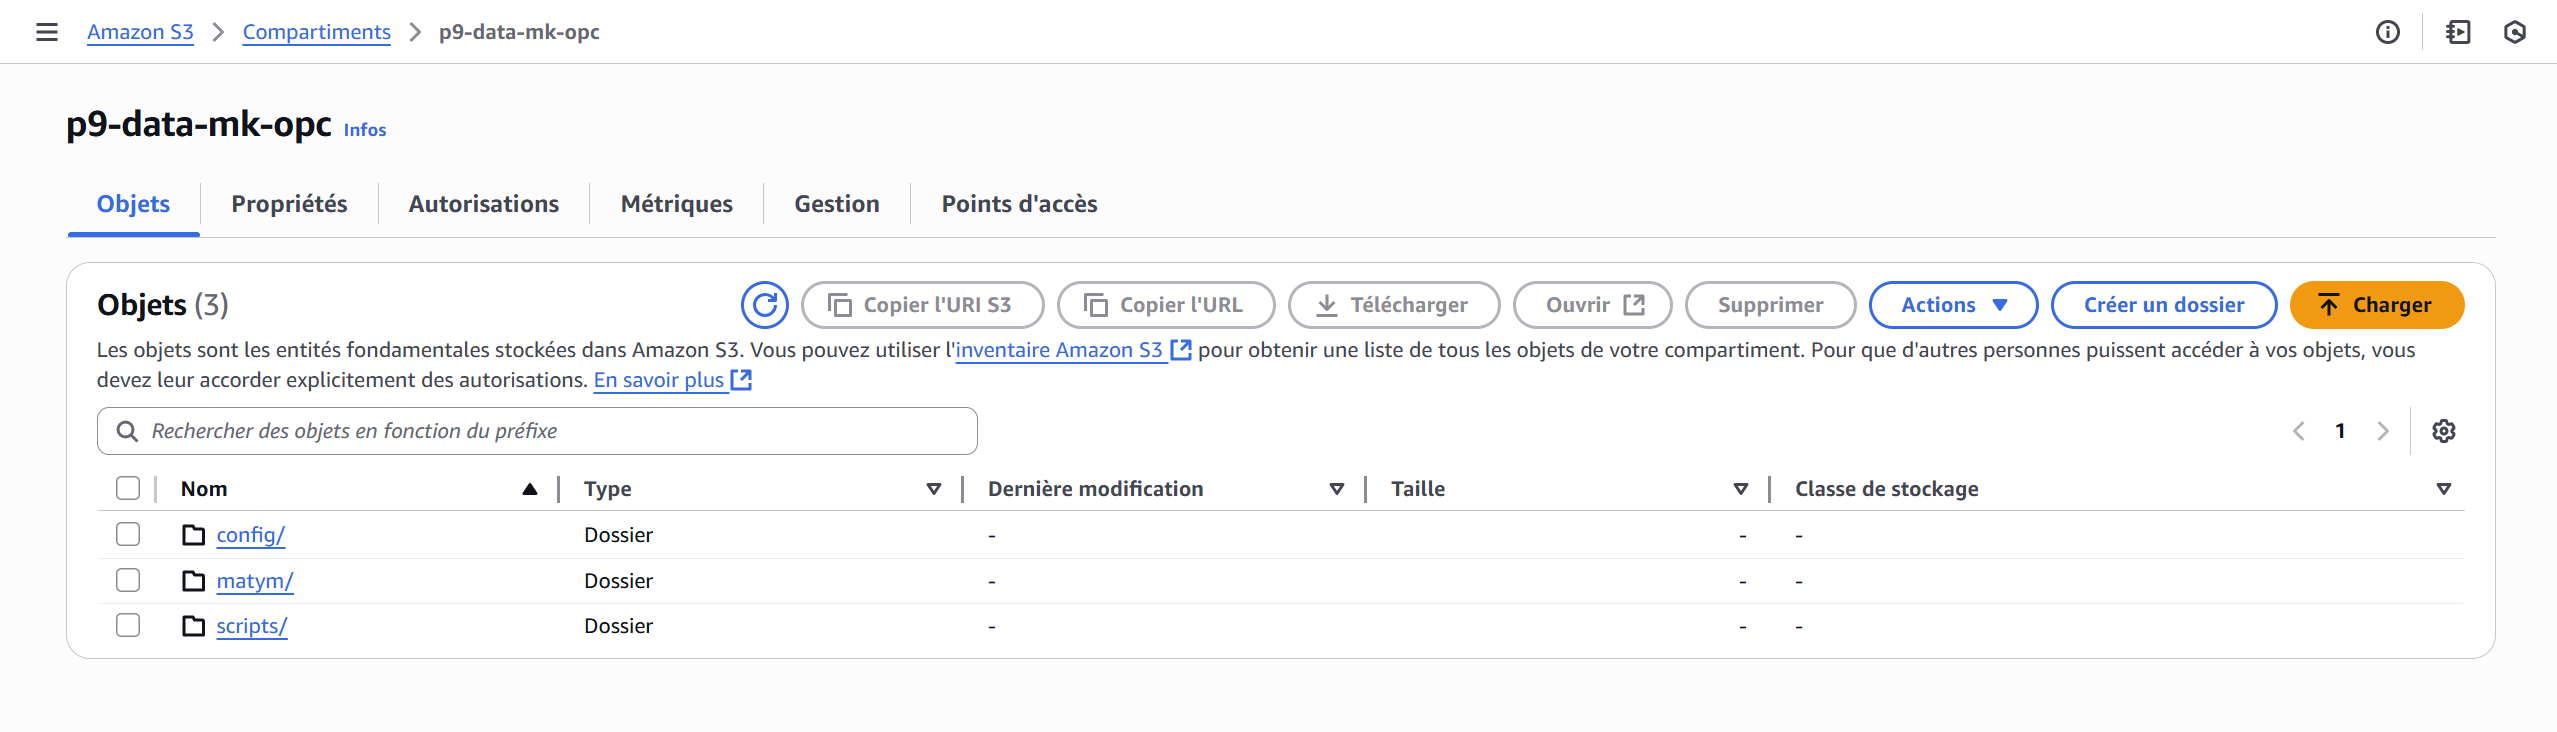 Amazon S3 > Compartiments > p9-data-mk-opc
p9-data-mk-opc Infos
Objets Propriétés Autorisations Métriques Gestion Points d'accès
Objets (3) Copier l'URI S3 Copier l'URL Télécharger Ouvrir Supprimer Actions Créer un dossier Charger
Les objets sont les entités fondamentales stockées dans Amazon S3. Vous pouvez utiliser l'inventaire Amazon S3 pour obtenir une liste de tous les objets de votre compartiment. Pour que d'autres personnes puissent accéder à vos objets, vous
devez leur accorder explicitement des autorisations. En savoir plus
Rechercher des objets en fonction du préfixe 1
Nom Type Dernière modification Taille Classe de stockage
config/ Dossier - - -
matym/ Dossier - - -
scripts/ Dossier - - -